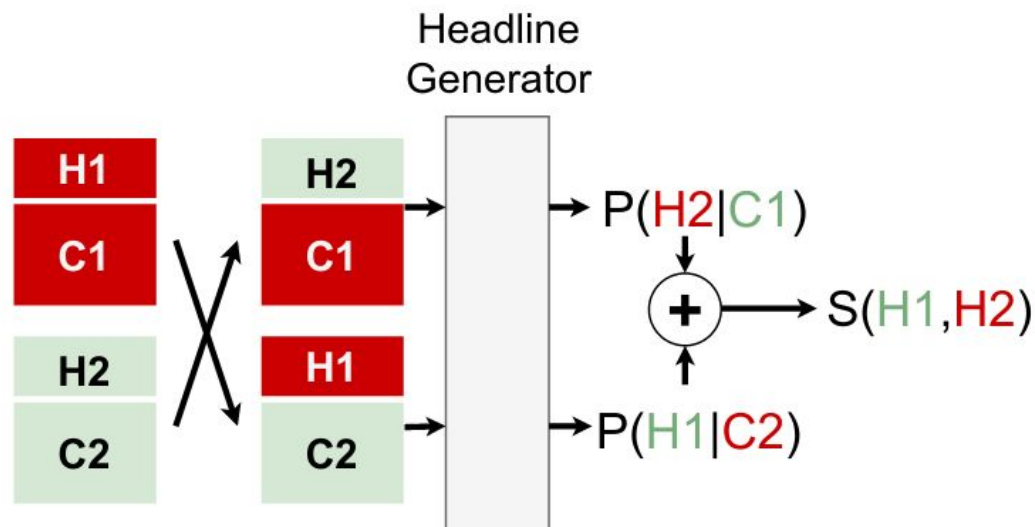 Headline
Generator
H1
C1
H2
C2
H2
C1
H1
C2
P(H2|C1)
+
P(H1|C2)
S(H1,H2)